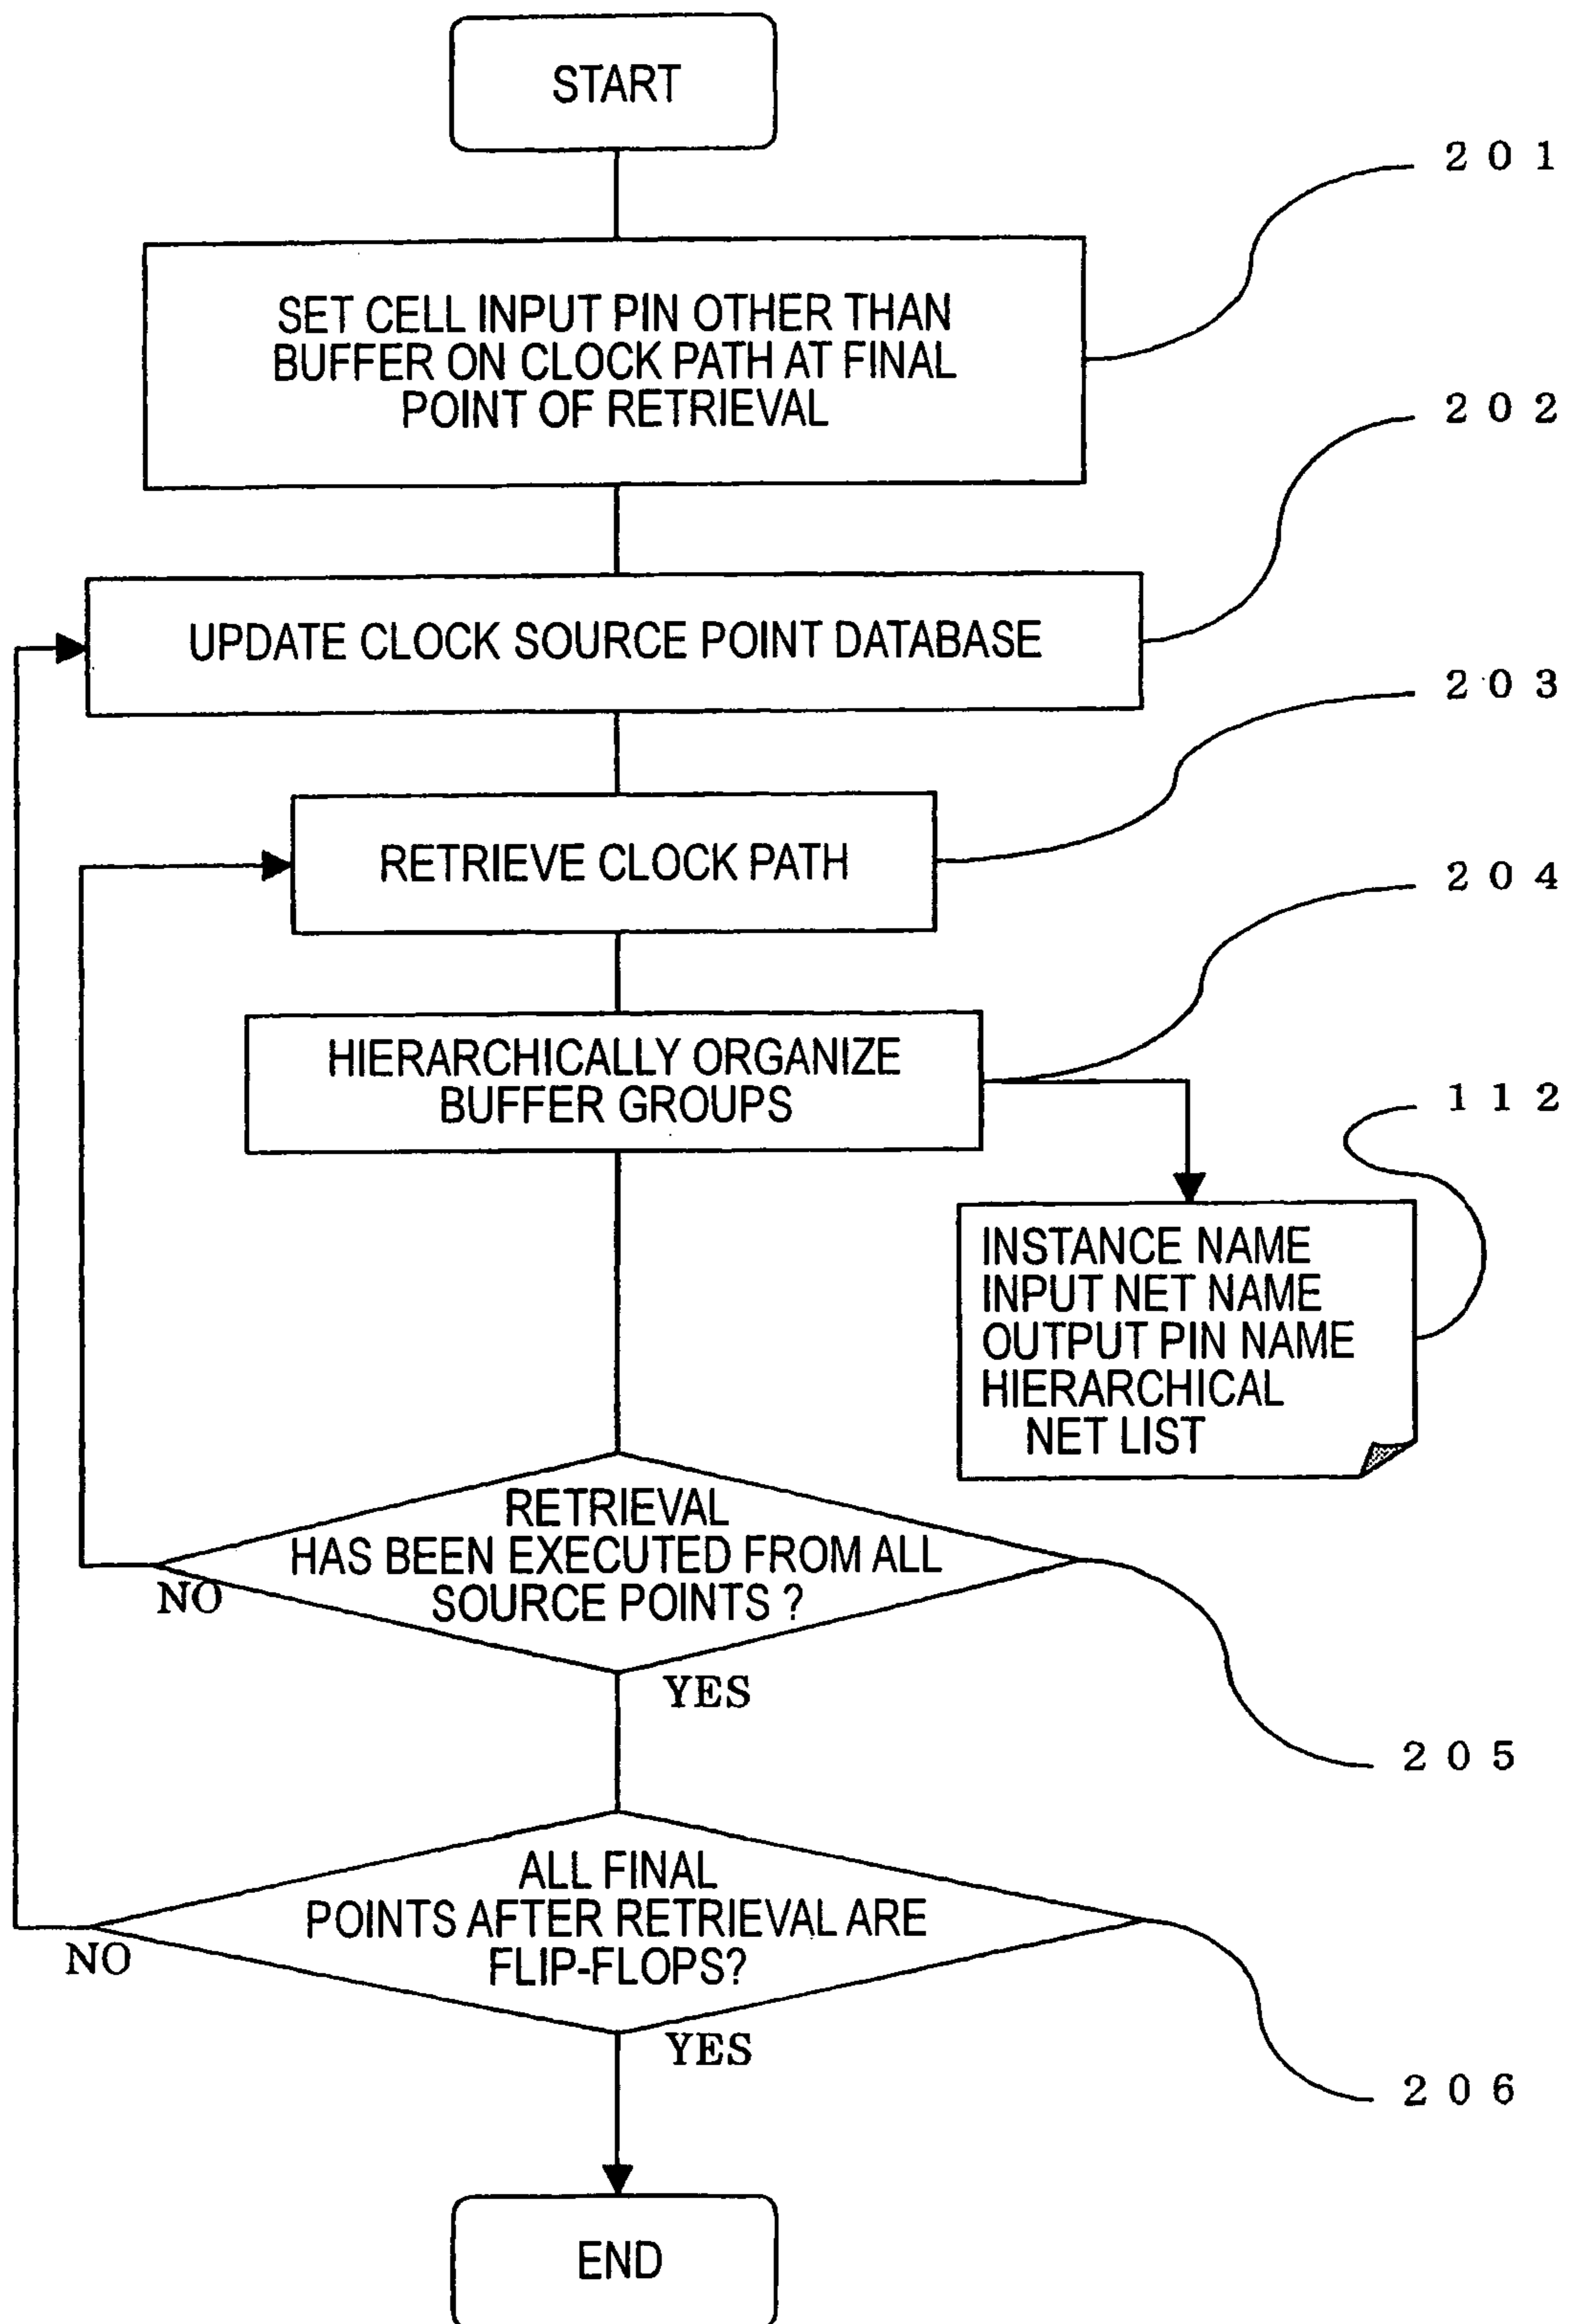 START
2 0 1
SET CELL INPUT PIN OTHER THAN
BUFFER ON CLOCK PATH AT FINAL
POINT OF RETRIEVAL
2 0 2
UPDATE CLOCK SOURCE POINT DATABASE
2 0 3
RETRIEVE CLOCK PATH
2 0 4
HIERARCHICALLY ORGANIZE
BUFFER GROUPS
1 1 2
INSTANCE NAME
INPUT NET NAME
OUTPUT PIN NAME
HIERARCHICAL
NET LIST
RETRIEVAL
HAS BEEN EXECUTED FROM ALL
SOURCE POINTS ?
NO
YES
2 0 5
ALL FINAL
POINTS AFTER RETRIEVAL ARE
FLIP-FLOPS?
NO
YES
2 0 6
END